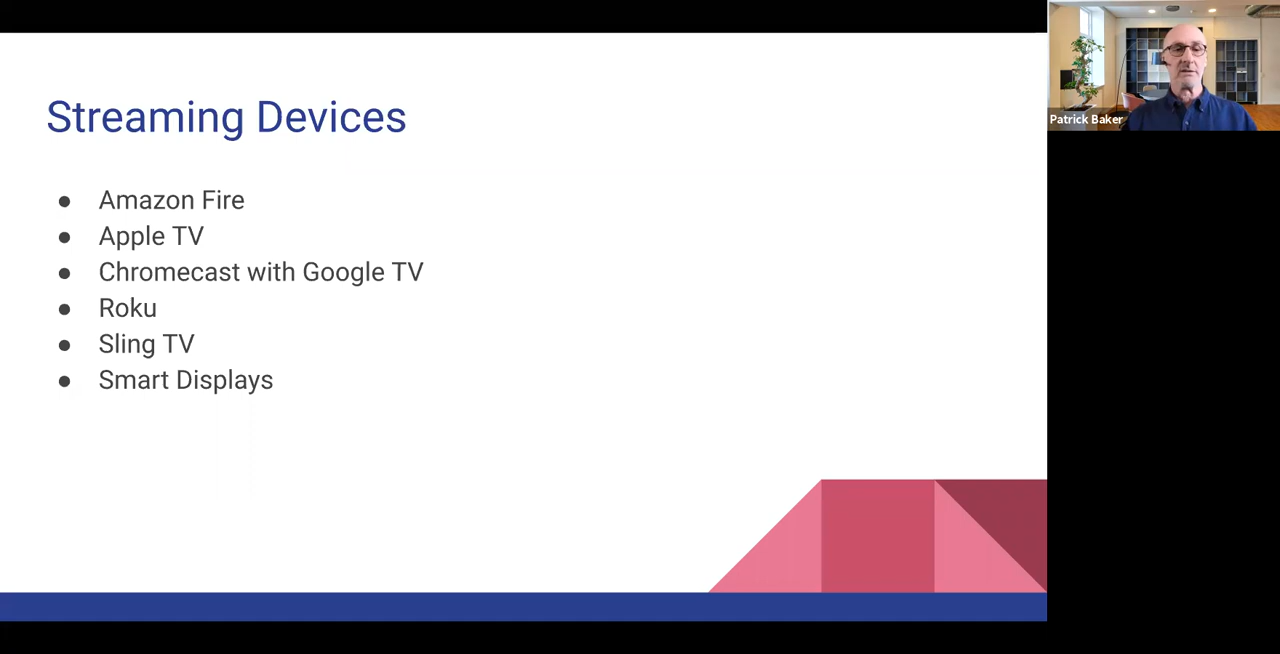 Streaming Devices
● Amazon Fire
● Apple TV
● Chromecast with Google TV
● Roku
● Sling TV
● Smart Displays
Patrick Baker